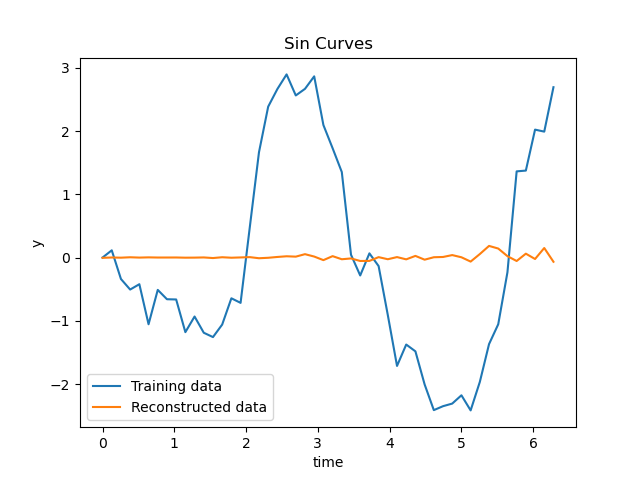 Sin Curves
3
2
1
0
−1
−2
y
Training data
Reconstructed data
0 1 2 3 4 5 6
time